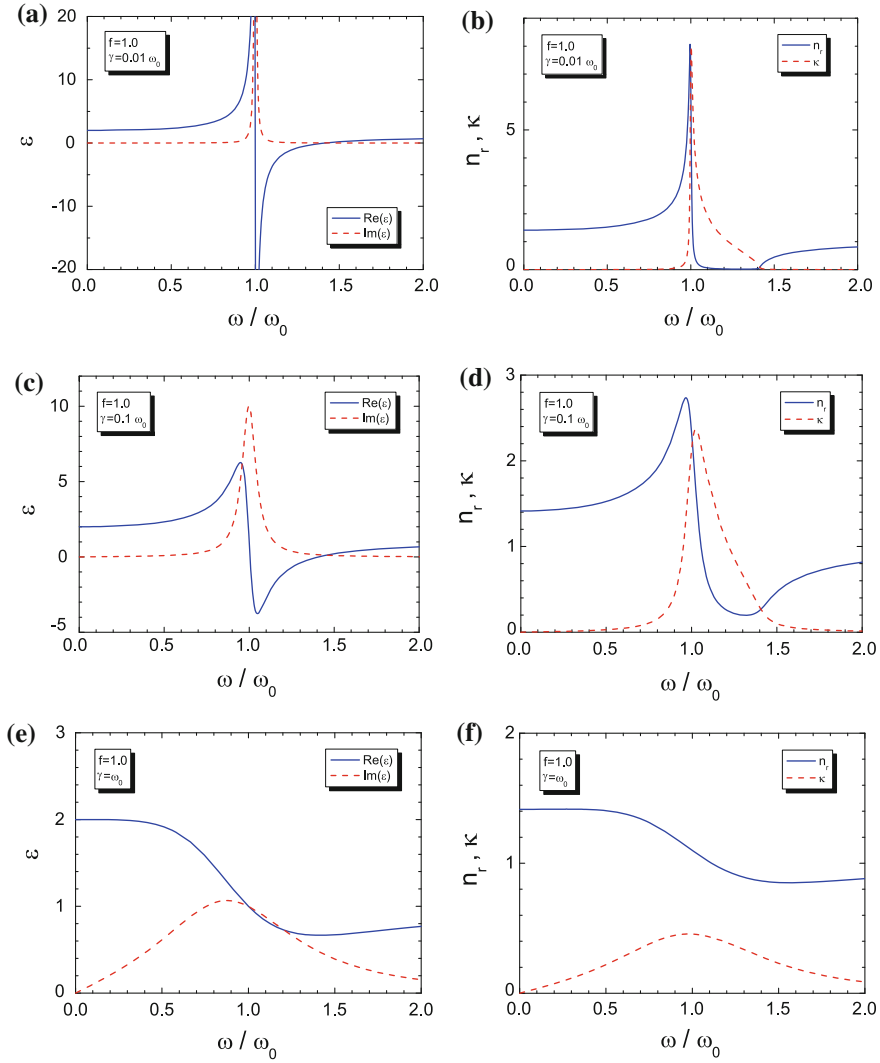 (a)
f=1.0
γ=0.01 ω₀
Re(ε)
Im(ε)
ε
20
10
0
-10
-20
0.0 0.5 1.0 1.5 2.0
ω / ω₀
(b)
f=1.0
γ=0.01 ω₀
nᵣ
κ
nᵣ , κ
5
0
0.0 0.5 1.0 1.5 2.0
ω / ω₀
(c)
f=1.0
γ=0.1 ω₀
Re(ε)
Im(ε)
ε
10
5
0
-5
0.0 0.5 1.0 1.5 2.0
ω / ω₀
(d)
f=1.0
γ=0.1 ω₀
nᵣ
κ
nᵣ , κ
3
2
1
0
0.0 0.5 1.0 1.5 2.0
ω / ω₀
(e)
f=1.0
γ=ω₀
Re(ε)
Im(ε)
ε
3
2
1
0
0.0 0.5 1.0 1.5 2.0
ω / ω₀
(f)
f=1.0
γ=ω₀
nᵣ
κ
nᵣ , κ
2
1
0
0.0 0.5 1.0 1.5 2.0
ω / ω₀